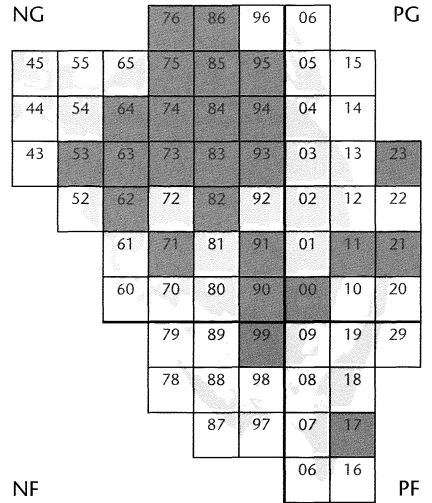 NG 76 86 96 06 PG
45 55 65 75 85 95 05 15
44 54 64 74 84 94 04 14
43 53 63 73 83 93 03 13 23
52 62 72 82 92 02 12 22
61 71 81 91 01 11 21
60 70 80 90 00 10 20
79 89 99 09 19 29
78 88 98 08 18
87 97 07 17
NF 06 16 PF